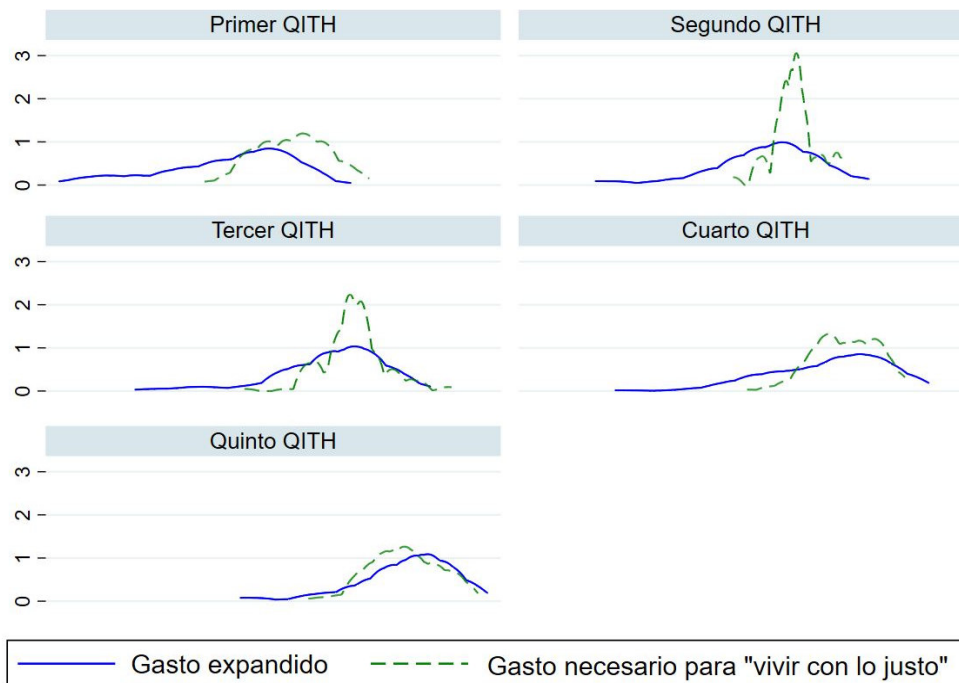 Primer QITH
Segundo QITH
3
2
1
0
Tercer QITH
Cuarto QITH
3
2
1
0
Quinto QITH
3
2
1
0
Gasto expandido
Gasto necesario para "vivir con lo justo"